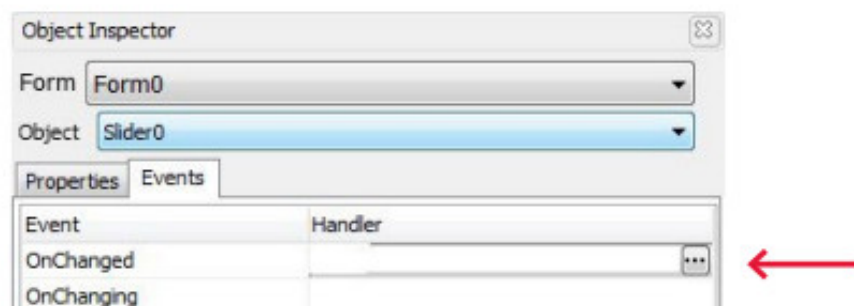 Object Inspector
Form Form0
Object Slider0
Properties Events
Event Handler
OnChanged ...
OnChanging